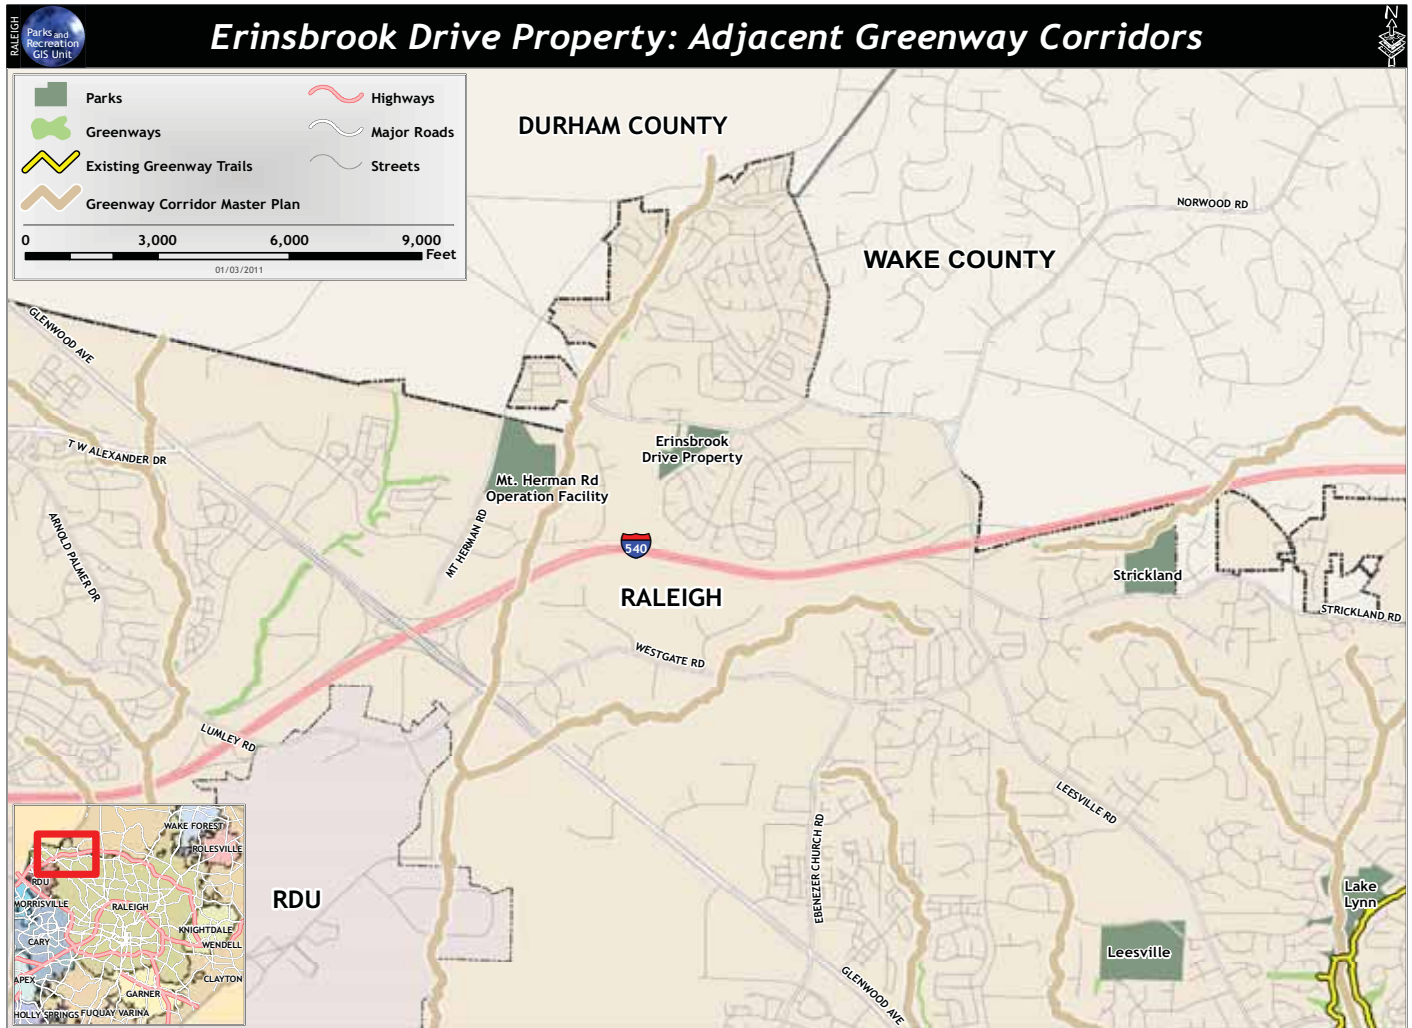 RALEIGH
Parks and
Recreation
GIS Unit
Erinsbrook Drive Property: Adjacent Greenway Corridors
N
Parks
Greenways
Existing Greenway Trails
Greenway Corridor Master Plan
Highways
Major Roads
Streets
0 3,000 6,000 9,000
Feet
01/03/2011
DURHAM COUNTY
NORWOOD RD
WAKE COUNTY
GLENWOOD AVE
T W ALEXANDER DR
Erinsbrook
Drive Property
Mt. Herman Rd
Operation Facility
ARNOLD PALMER DR
MT HERMAN RD
540
Strickland
RALEIGH
STRICKLAND RD
WESTGATE RD
LUMLEY RD
LEESVILLE RD
EBENEZER CHURCH RD
RDU
Lake
Lynn
Leesville
GLENWOOD AVE
WAKE FOREST
ROLESVILLE
RDU
MORRISVILLE
RALEIGH
KNIGHTDALE
CARY
WENDELL
APEX
CLAYTON
GARNER
HOLLY SPRINGS
FUQUAY VARINA